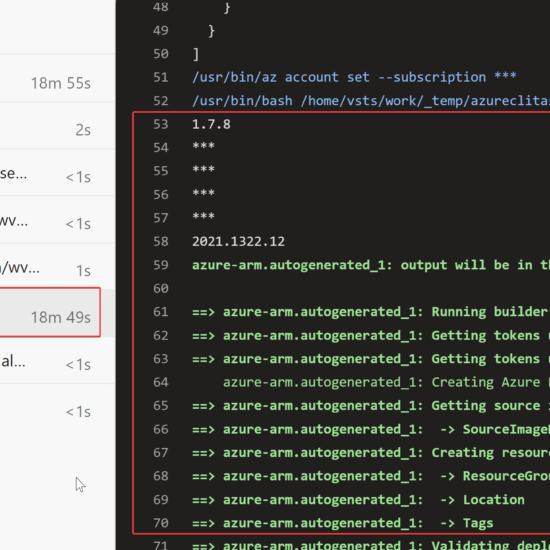 18m 55s
2s
se...
<1s
wv...
<1s
/wv...
1s
18m 49s
al...
<1s
<1s
48 }
49 }
50 ]
51 /usr/bin/az account set --subscription ***
52 /usr/bin/bash /home/vsts/work/_temp/azureclitas
53 1.7.8
54 ***
55 ***
56 ***
57 ***
58 2021.1322.12
59 azure-arm.autogenerated_1: output will be in th
60
61 ==> azure-arm.autogenerated_1: Running builder
62 ==> azure-arm.autogenerated_1: Getting tokens u
63 ==> azure-arm.autogenerated_1: Getting tokens u
64 azure-arm.autogenerated_1: Creating Azure
65 ==> azure-arm.autogenerated_1: Getting source
66 ==> azure-arm.autogenerated_1: -> SourceImage
67 ==> azure-arm.autogenerated_1: Creating resour
68 ==> azure-arm.autogenerated_1: -> ResourceGro
69 ==> azure-arm.autogenerated_1: -> Location
70 ==> azure-arm.autogenerated_1: -> Tags
71 ==> azure-arm.autogenerated_1: Validating depl